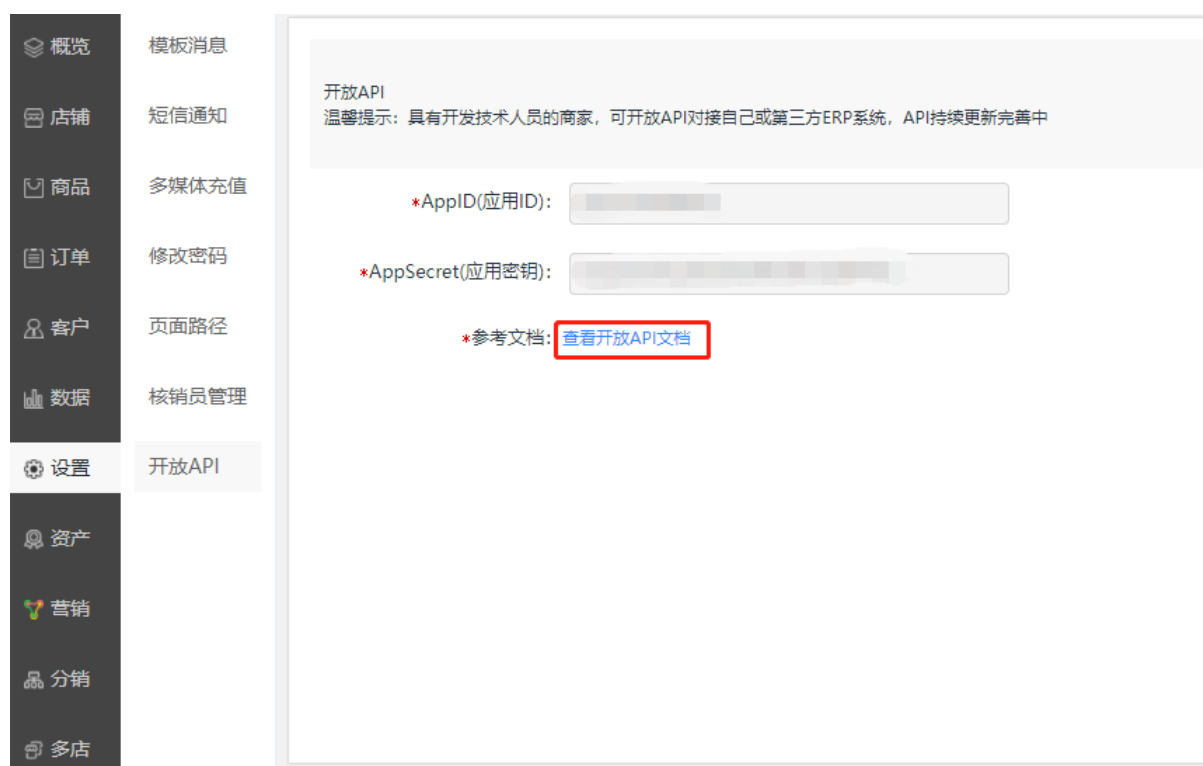 概览
店铺
商品
订单
客户
数据
设置
资产
营销
分销
多店
模板消息
短信通知
多媒体充值
修改密码
页面路径
核销员管理
开放API
开放API
温馨提示：具有开发技术人员的商家，可开放API对接自己或第三方ERP系统，API持续更新完善中
*AppID(应用ID)：
*AppSecret(应用密钥)：
*参考文档：查看开放API文档